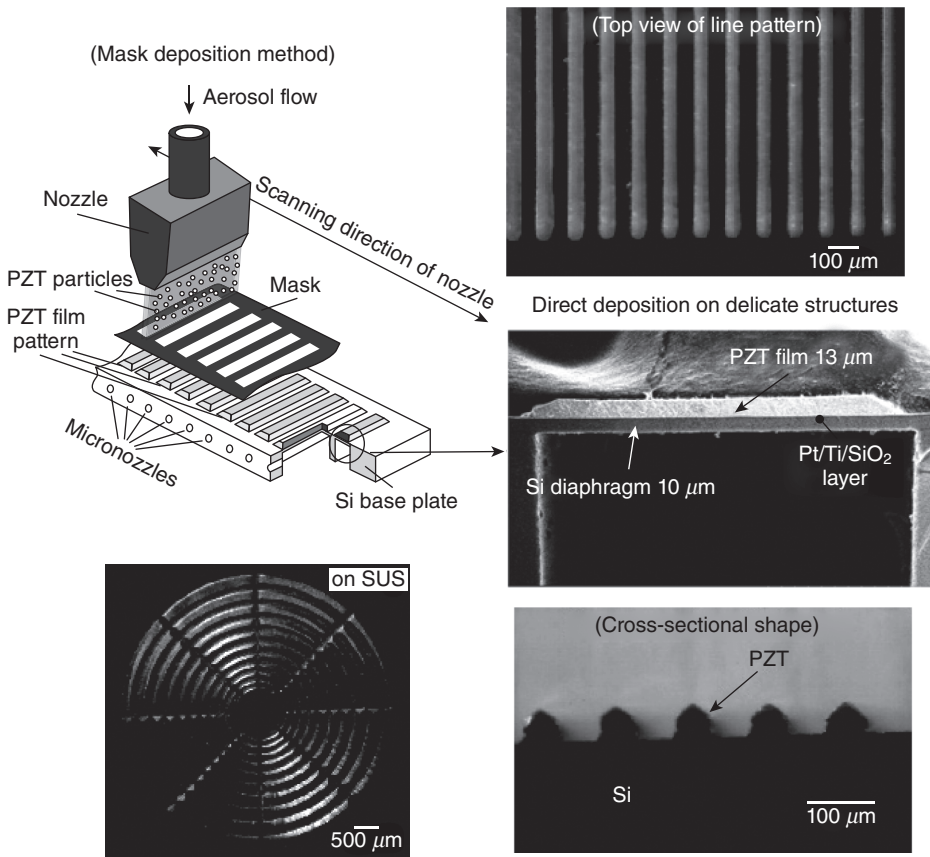 (Mask deposition method)
Aerosol flow
Nozzle
Scanning direction of nozzle
PZT particles
Mask
PZT film
pattern
Micronozzles
Si base plate
(Top view of line pattern)
100 μm
Direct deposition on delicate structures
PZT film 13 μm
Si diaphragm 10 μm
Pt/Ti/SiO₂
layer
on SUS
500 μm
(Cross-sectional shape)
PZT
Si
100 μm